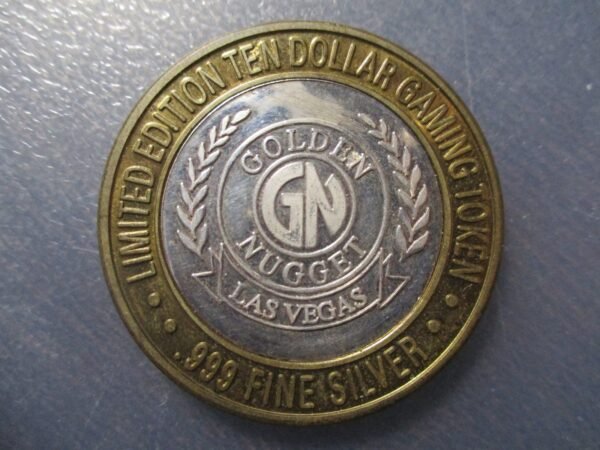 LIMITED EDITION TEN DOLLAR GAMING TOKEN
GOLDEN
GN
NUGGET
LAS VEGAS
.999 FINE SILVER